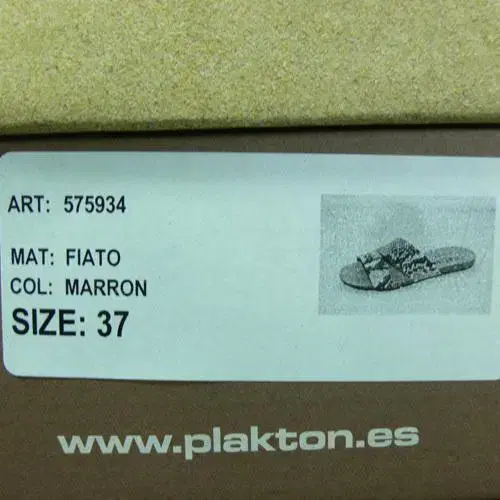 ART: 575934
MAT: FIATO
COL: MARRON
SIZE: 37
www.plakton.es